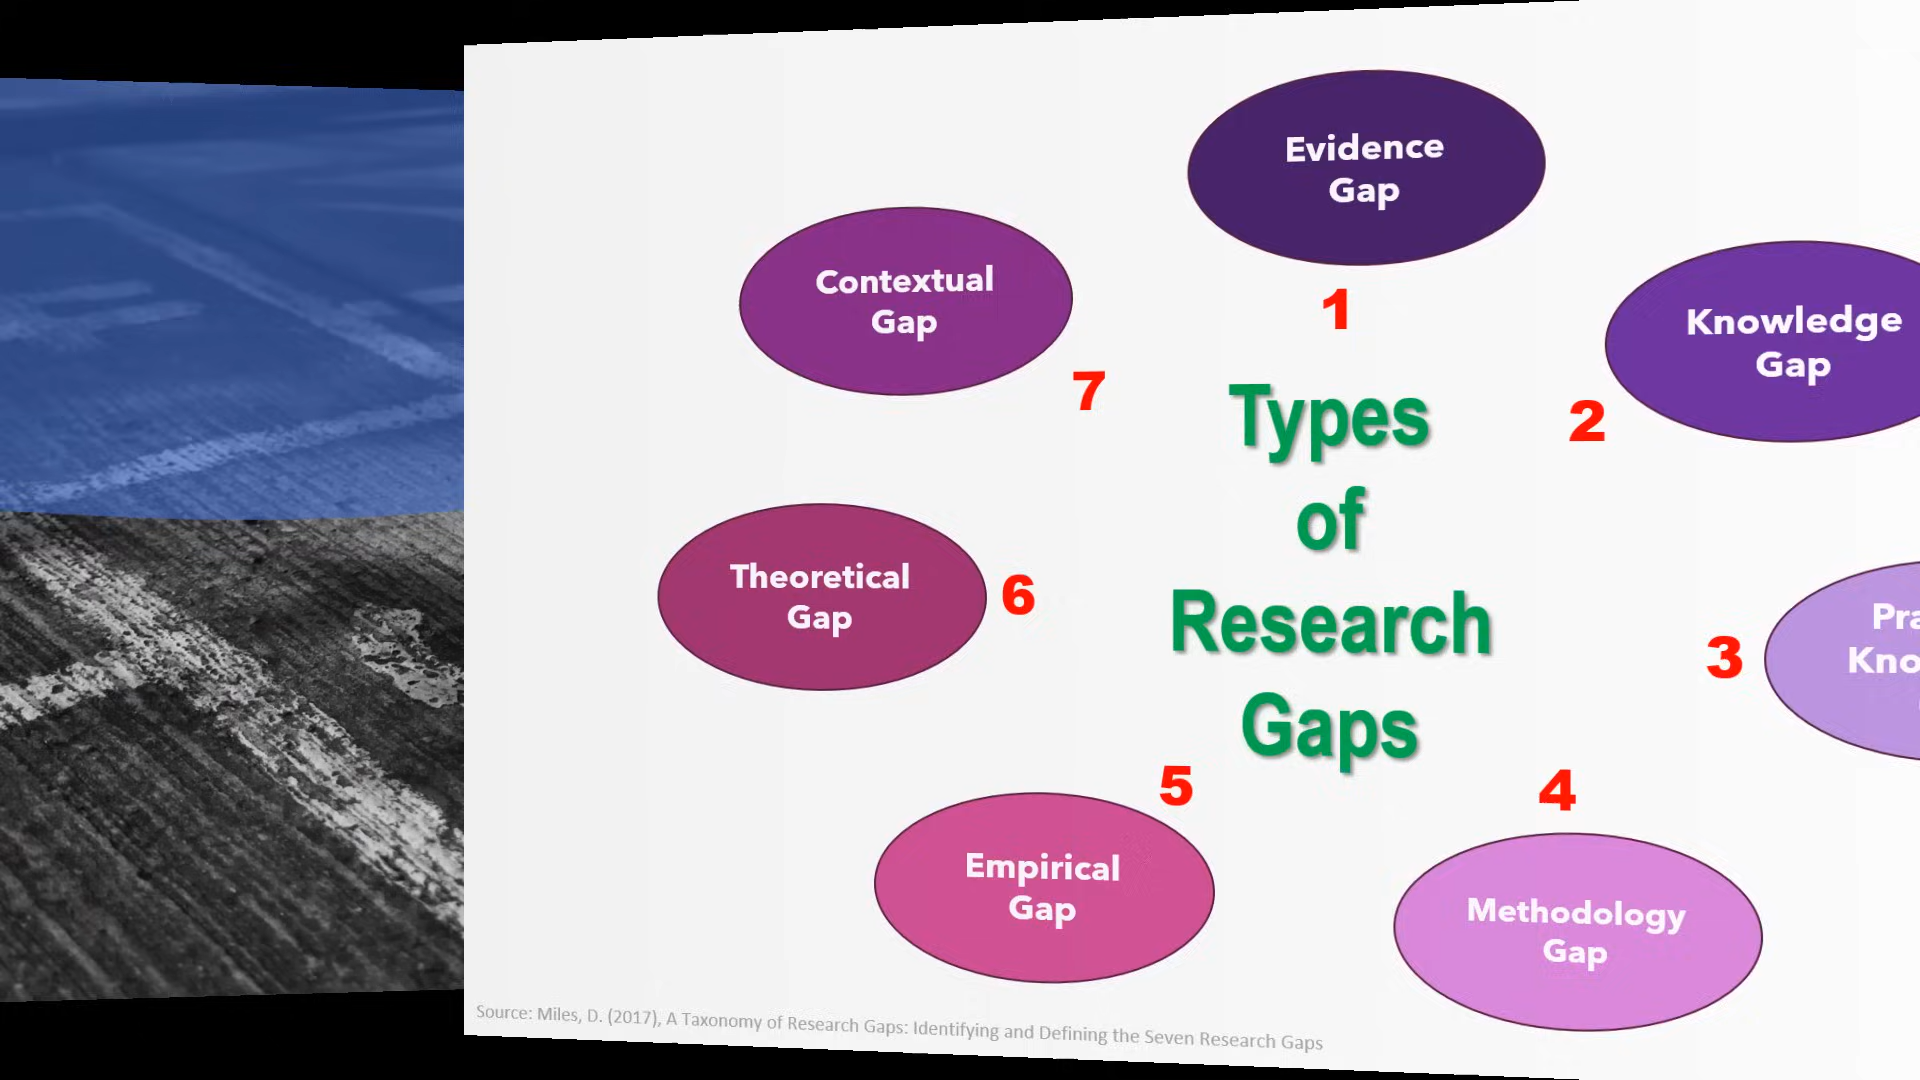 Evidence
Gap
1
Knowledge
Gap
2
3
4
Methodology
Gap
5
Empirical
Gap
6
Theoretical
Gap
7
Contextual
Gap
Types
of
Research
Gaps
Source: Miles, D. (2017), A Taxonomy of Research Gaps: Identifying and Defining the Seven Research Gaps